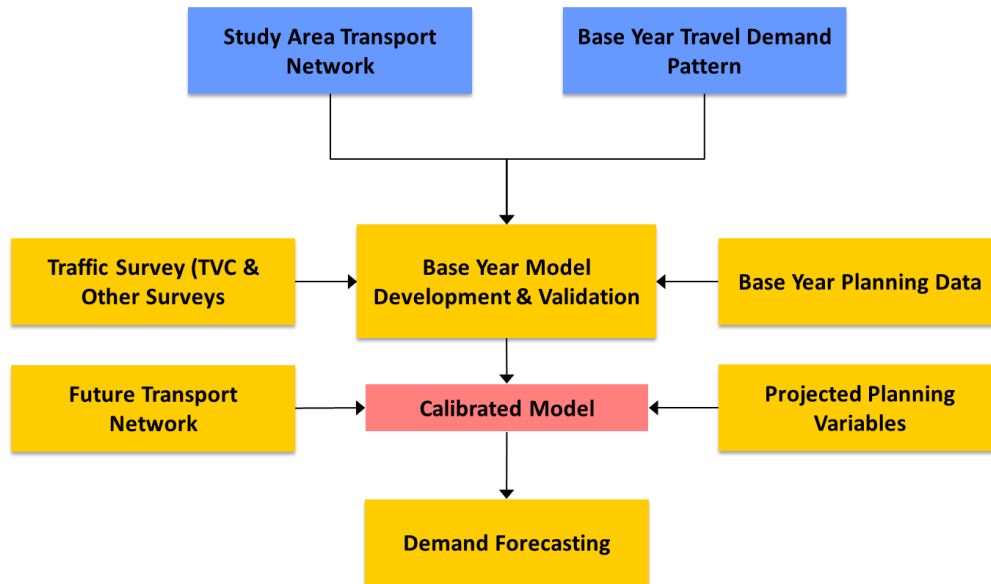 Study Area Transport
Network
Base Year Travel Demand
Pattern
Traffic Survey (TVC &
Other Surveys
Base Year Model
Development & Validation
Base Year Planning Data
Future Transport
Network
Calibrated Model
Projected Planning
Variables
Demand Forecasting